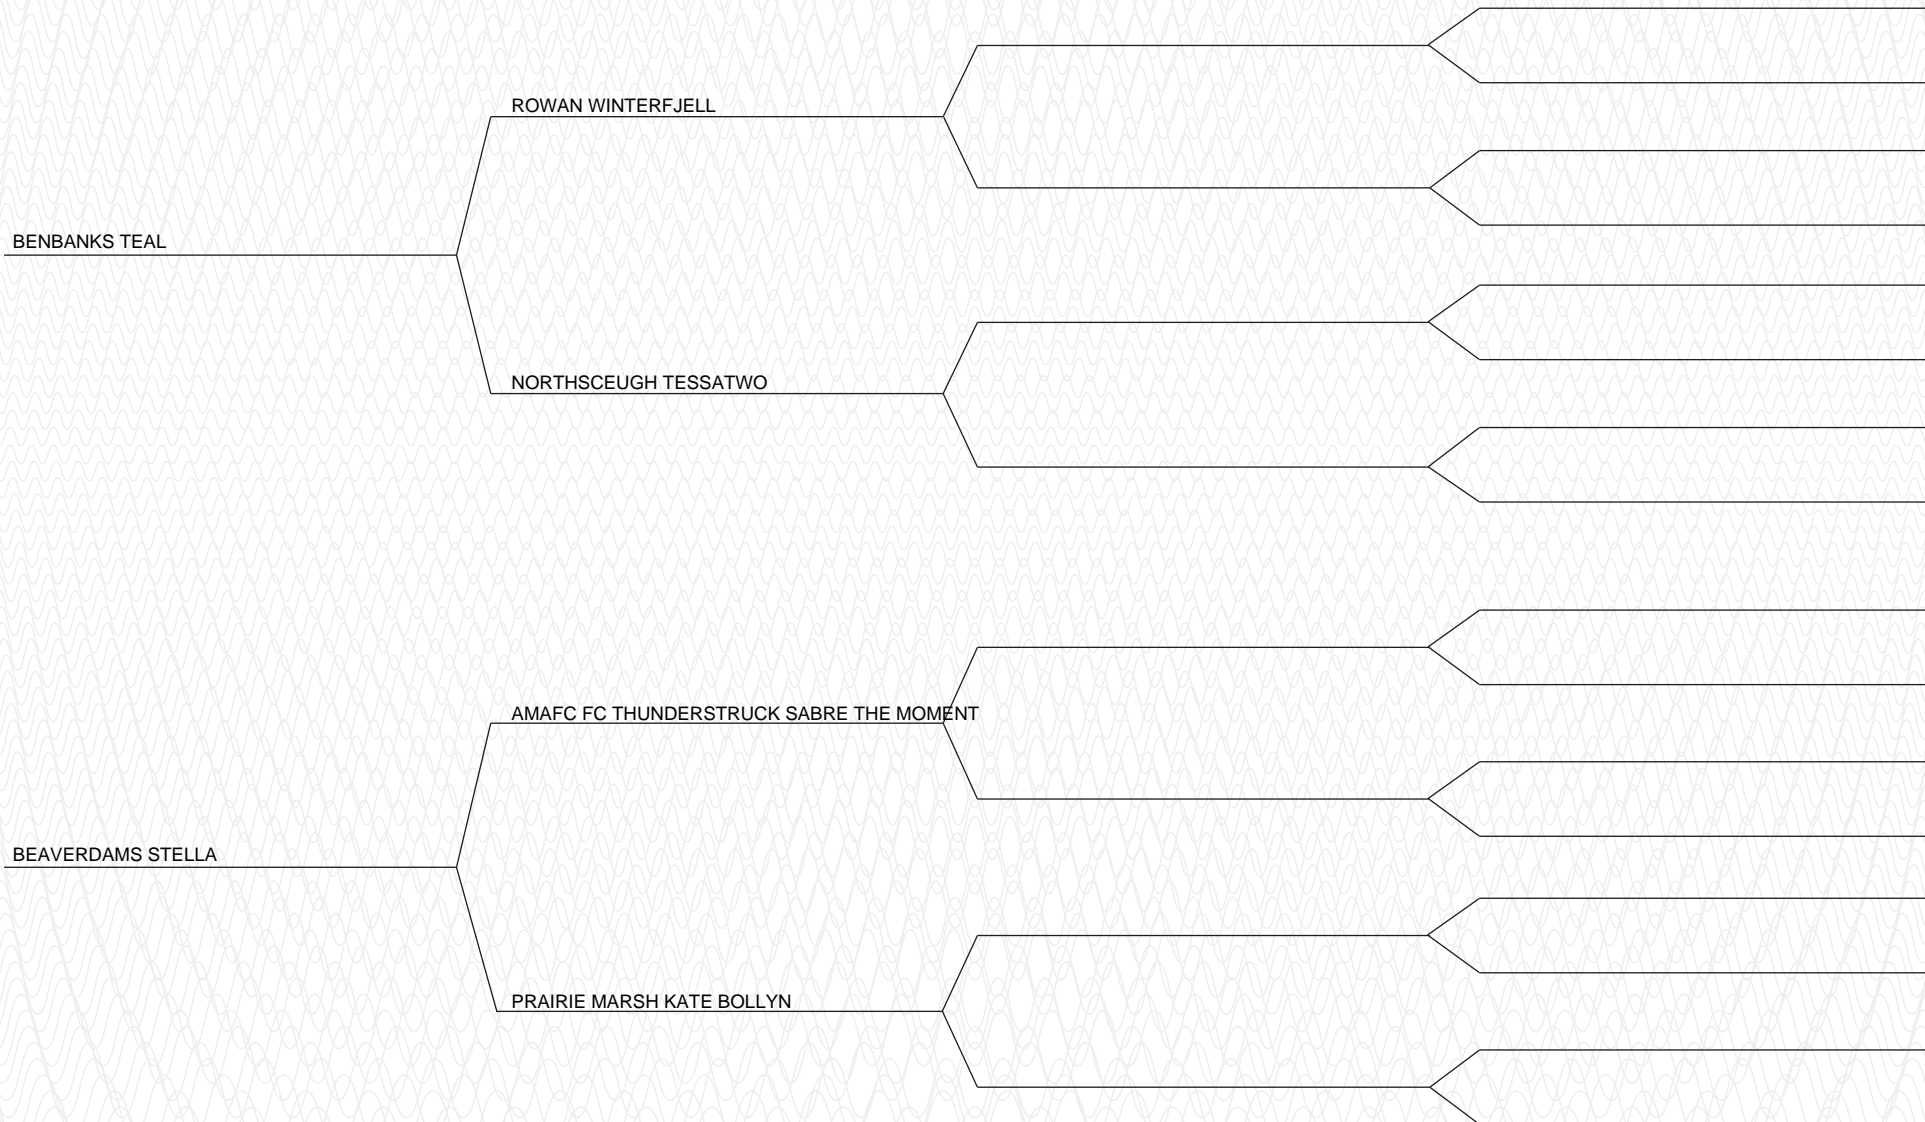 ROWAN WINTERFJELL
BENBANKS TEAL
NORTHSCEUGH TESSATWO
AMAFC FC THUNDERSTRUCK SABRE THE MOMENT
BEAVERDAMS STELLA
PRAIRIE MARSH KATE BOLLYN